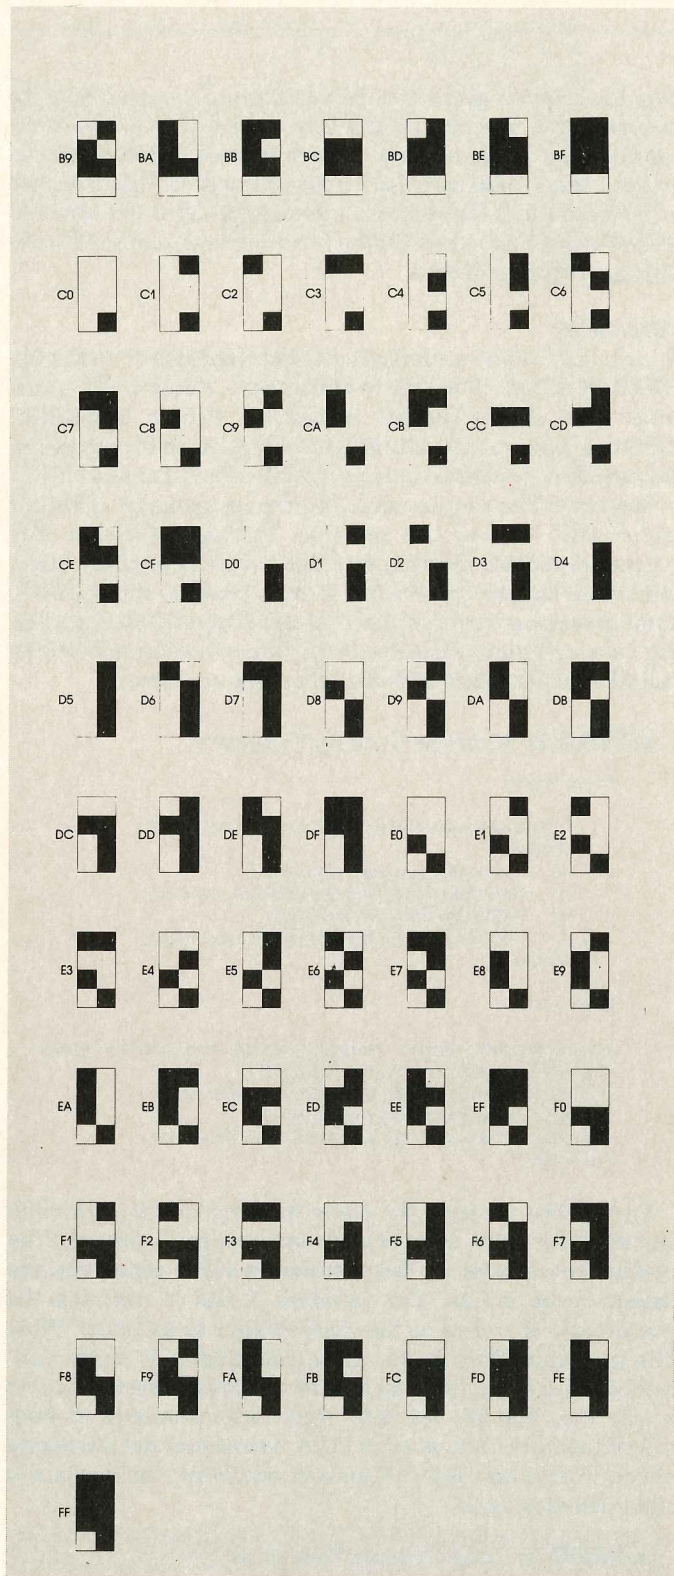 B9 BA BB BC BD BE BF
C0 C1 C2 C3 C4 C5 C6
C7 C8 C9 CA CB CC CD
CE CF D0 D1 D2 D3 D4
D5 D6 D7 D8 D9 DA DB
DC DD DE DF E0 E1 E2
E3 E4 E5 E6 E7 E8 E9
EA EB EC ED EE EF F0
F1 F2 F3 F4 F5 F6 F7
F8 F9 FA FB FC FD FE
FF